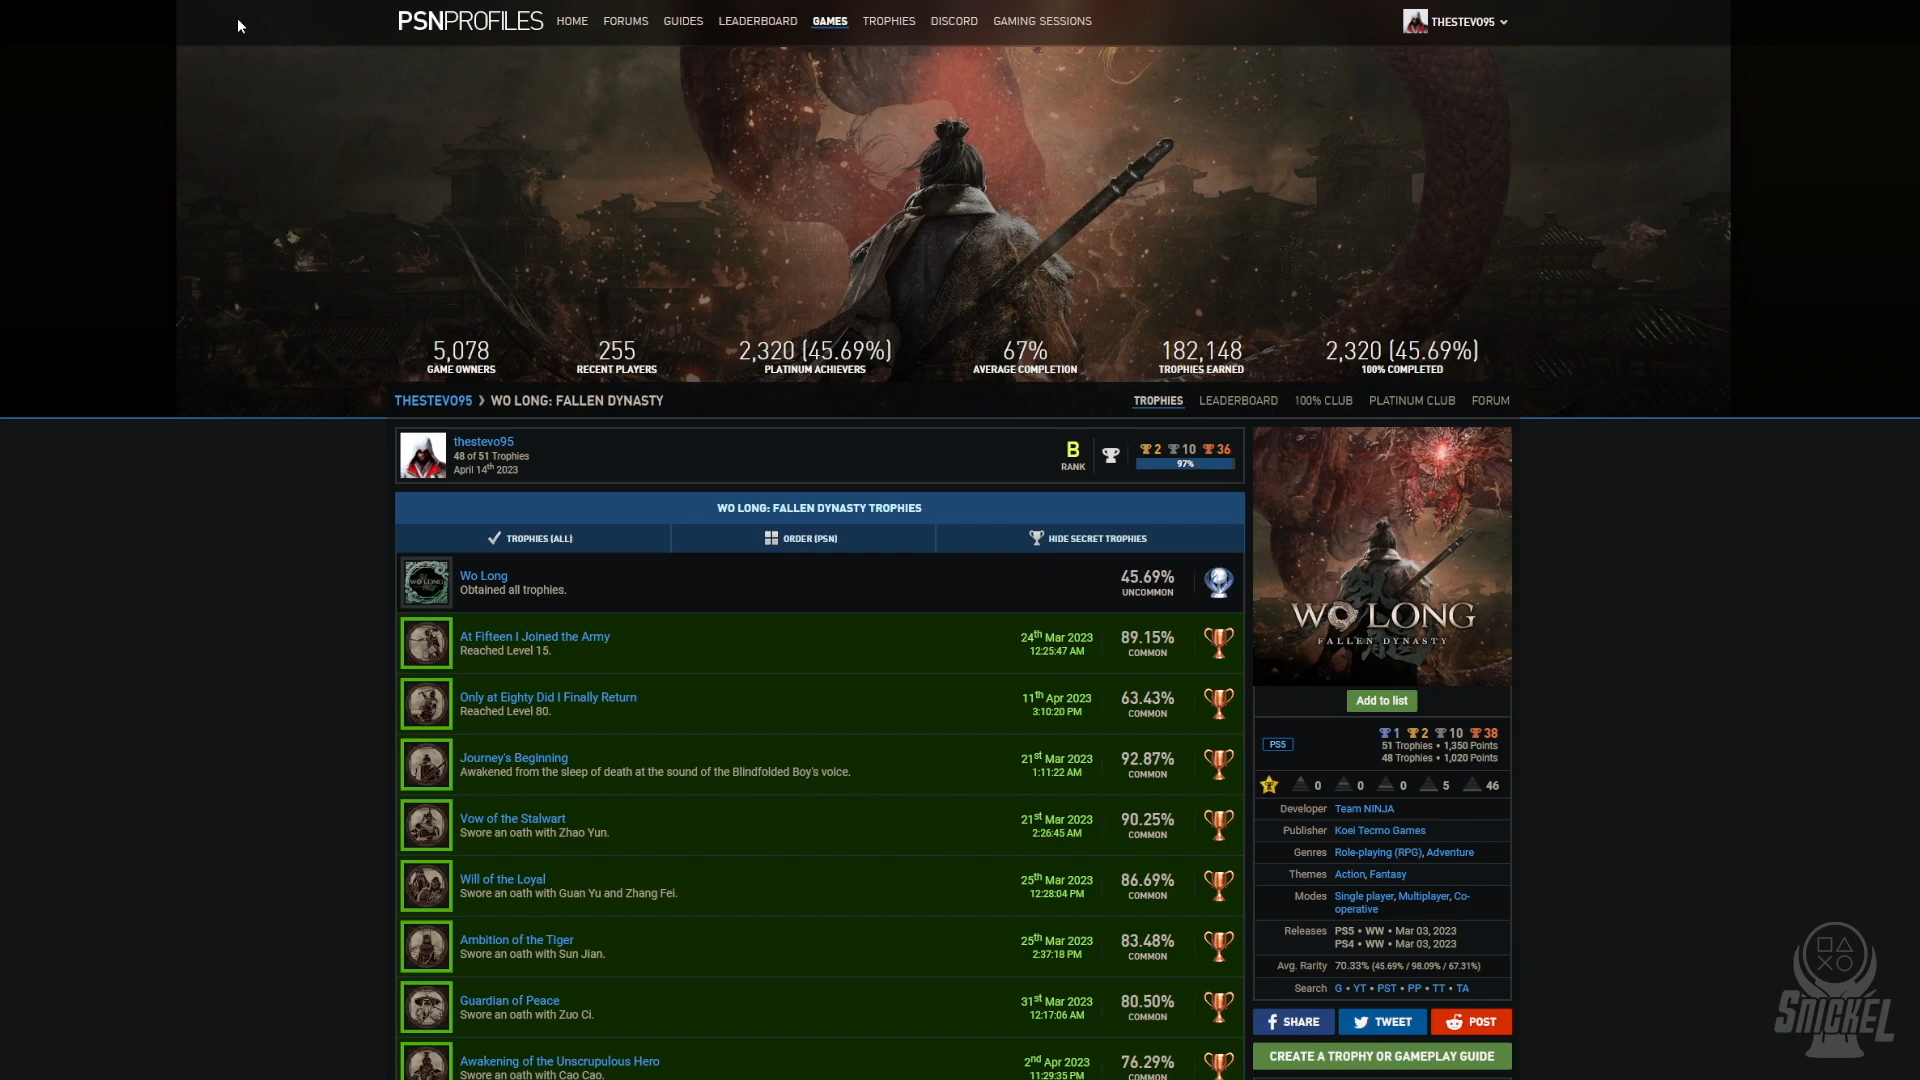 PSNPROFILES HOME FORUMS GUIDES LEADERBOARD GAMES TROPHIES DISCORD GAMING SESSIONS THESTEVO95
5,078 255 2,320 (45.69%) 67% 182,148 2,320 (45.69%)
GAME OWNERS RECENT PLAYERS PLATINUM ACHIEVERS AVERAGE COMPLETION TROPHIES EARNED 100% COMPLETED
THESTEVO95 › WO LONG: FALLEN DYNASTY TROPHIES LEADERBOARD 100% CLUB PLATINUM CLUB FORUM
thestevo95
48 of 51 Trophies
April 14th 2023
B
RANK
2 10 36
97%
WO LONG: FALLEN DYNASTY TROPHIES
TROPHIES (ALL) ORDER (PSN) HIDE SECRET TROPHIES
WO LONG
Wo Long
Obtained all trophies.
45.69%
UNCOMMON
At Fifteen I Joined the Army
Reached Level 15.
24th Mar 2023
12:25:47 AM
89.15%
COMMON
Only at Eighty Did I Finally Return
Reached Level 80.
11th Apr 2023
3:10:20 PM
63.43%
COMMON
Journey's Beginning
Awakened from the sleep of death at the sound of the Blindfolded Boy's voice.
21st Mar 2023
1:11:22 AM
92.87%
COMMON
Vow of the Stalwart
Swore an oath with Zhao Yun.
21st Mar 2023
2:26:45 AM
90.25%
COMMON
Will of the Loyal
Swore an oath with Guan Yu and Zhang Fei.
25th Mar 2023
12:28:04 PM
86.69%
COMMON
Ambition of the Tiger
Swore an oath with Sun Jian.
25th Mar 2023
2:37:18 PM
83.48%
COMMON
Guardian of Peace
Swore an oath with Zuo Ci.
31st Mar 2023
12:17:06 AM
80.50%
COMMON
Awakening of the Unscrupulous Hero
Swore an oath with Cao Cao.
2nd Apr 2023
11:29:35 PM
76.29%
COMMON
WO LONG
FALLEN DYNASTY
Add to list
PS5
1 2 10 38
51 Trophies • 1,350 Points
48 Trophies • 1,020 Points
0 0 0 5 46
Developer Team NINJA
Publisher Koei Tecmo Games
Genres Role-playing (RPG), Adventure
Themes Action, Fantasy
Modes Single player, Multiplayer, Co-
operative
Releases PS5 • WW • Mar 03, 2023
PS4 • WW • Mar 03, 2023
Avg. Rarity 70.33% (45.69% / 98.09% / 67.31%)
Search G • YT • PST • PP • TT • TA
SHARE TWEET POST
CREATE A TROPHY OR GAMEPLAY GUIDE
SNICKEL